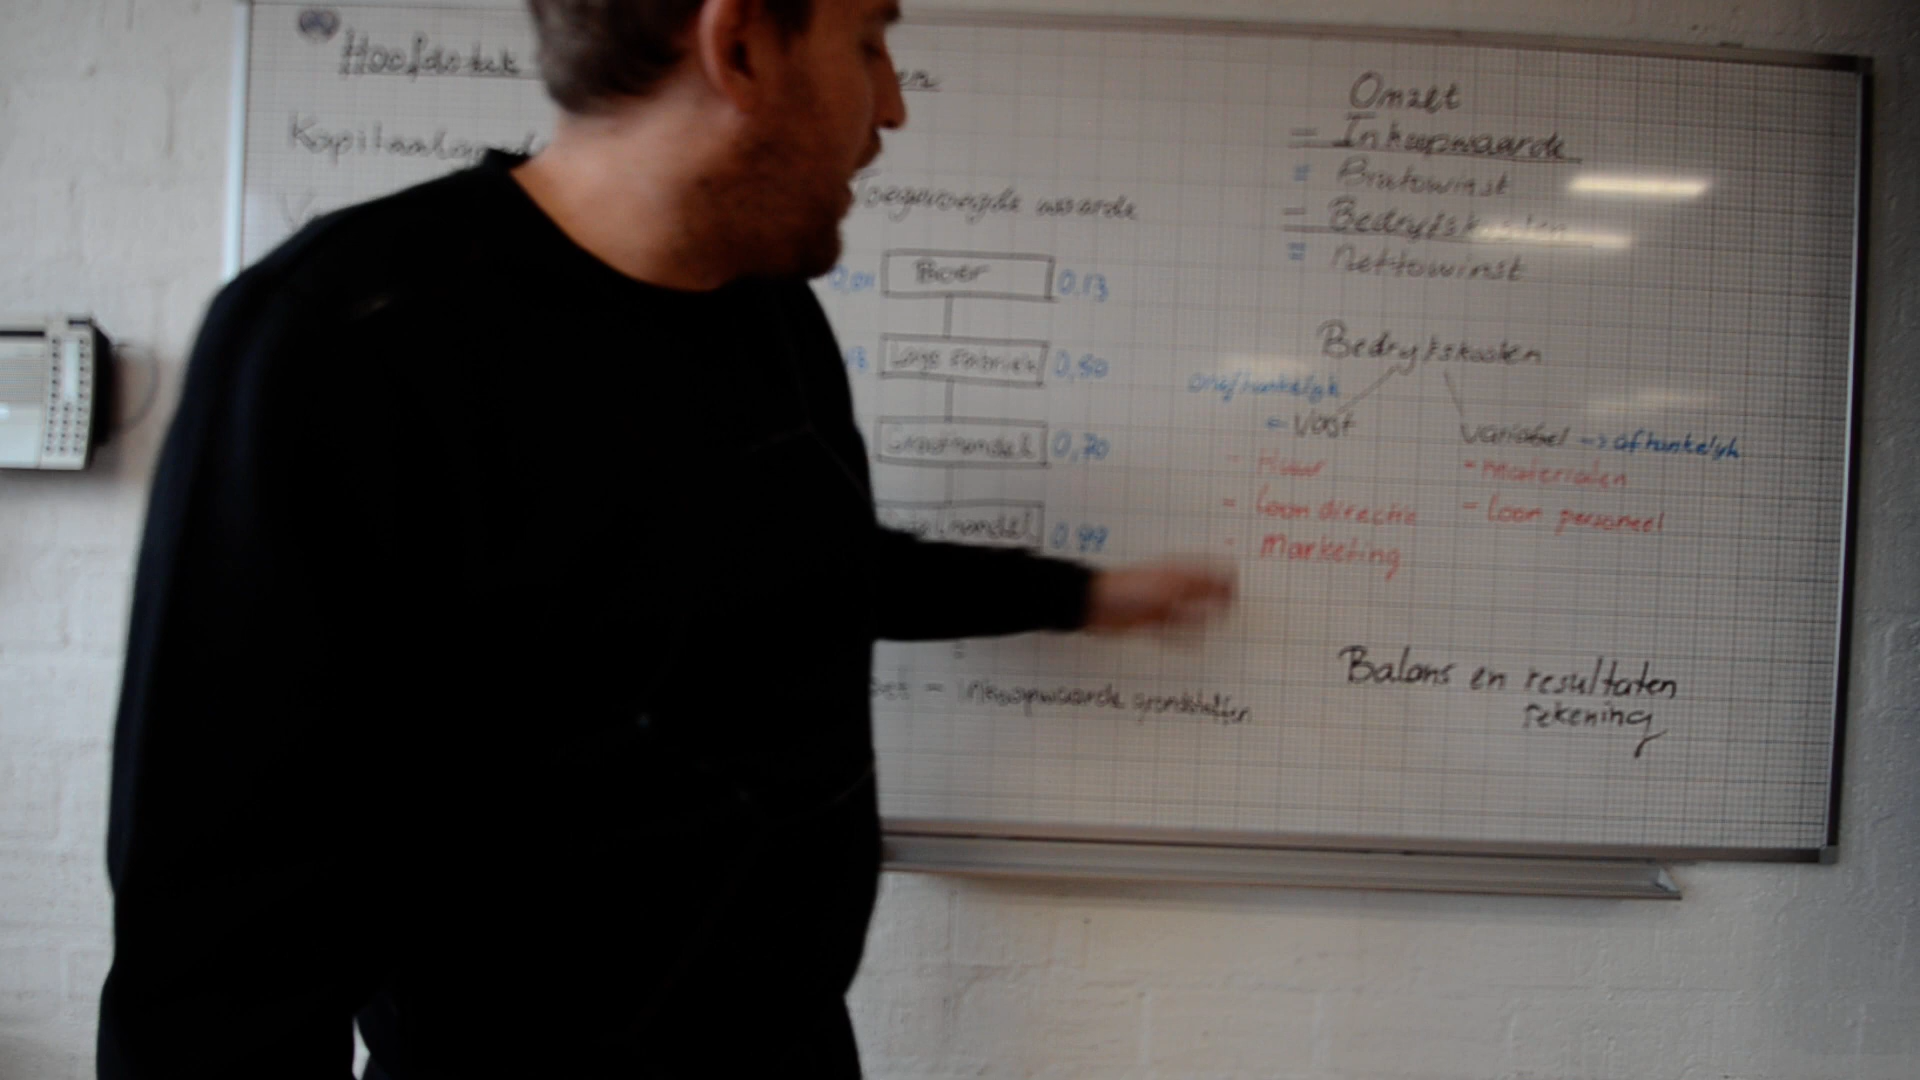 Hoofdstuk
en
Kapitaalgoed
Toegevoegde waarde
Boer 0,13
Lays Fabriek 0,50
Groothandel 0,70
handel 0,99
= inkoopwaarde grondstoffen
Omzet
- Inkoopwaarde
= Brutowinst
- Bedrijfskosten
= Nettowinst
Bedrijfskosten
onafhankelijk
- Vast
variabel -> afhankelijk
- Huur
- materialen
- Loon directie
- Loon personeel
- Marketing
Balans en resultaten
rekening